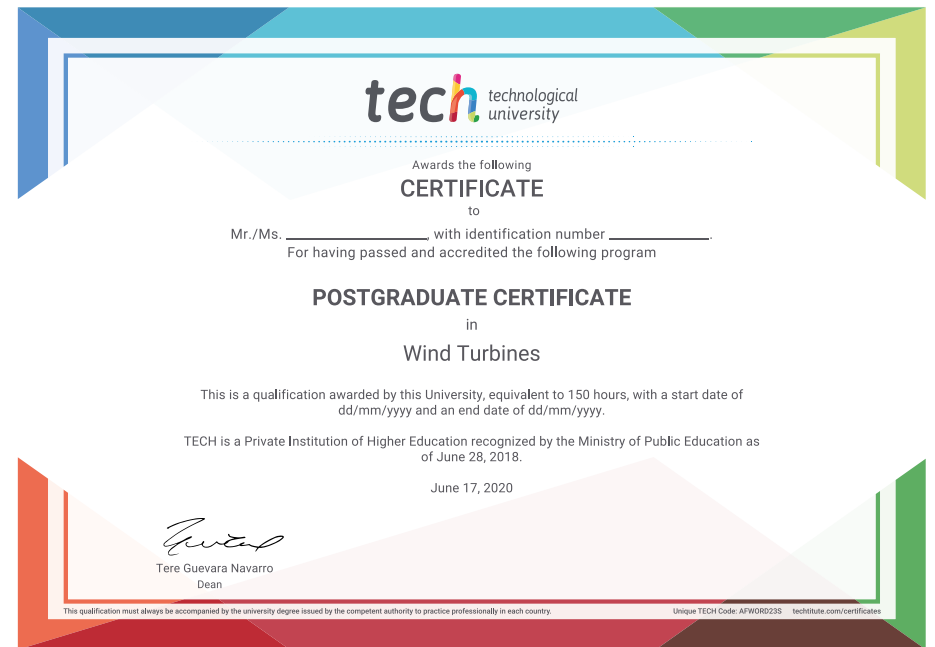 tech technological
university
Awards the following
CERTIFICATE
to
Mr./Ms. ____________________, with identification number ______________.
For having passed and accredited the following program
POSTGRADUATE CERTIFICATE
in
Wind Turbines
This is a qualification awarded by this University, equivalent to 150 hours, with a start date of
dd/mm/yyyy and an end date of dd/mm/yyyy.
TECH is a Private Institution of Higher Education recognized by the Ministry of Public Education as
of June 28, 2018.
June 17, 2020
Tere Guevara Navarro
Dean
This qualification must always be accompanied by the university degree issued by the competent authority to practice professionally in each country. Unique TECH Code: AFWORD23S techtitute.com/certificates